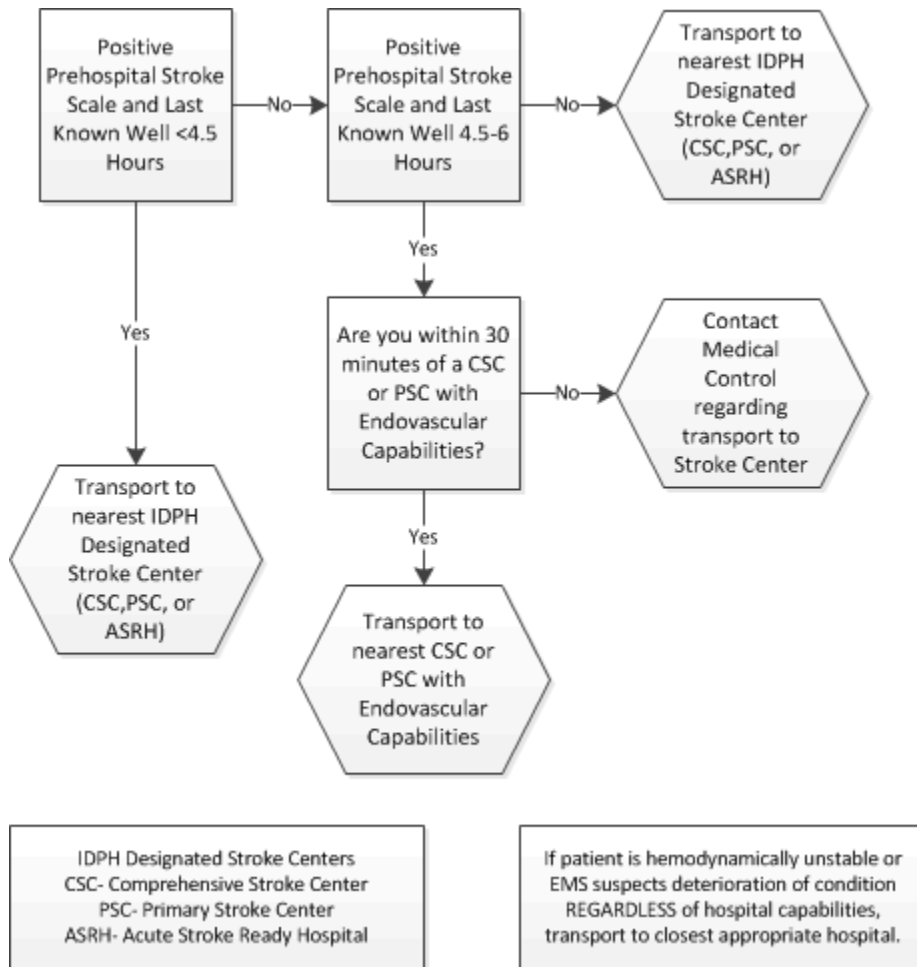 Positive
Prehospital Stroke
Scale and Last
Known Well <4.5
Hours
No
Positive
Prehospital Stroke
Scale and Last
Known Well 4.5-6
Hours
No
Transport to
nearest IDPH
Designated
Stroke Center
(CSC,PSC, or
ASRH)
Yes
Yes
Are you within 30
minutes of a CSC
or PSC with
Endovascular
Capabilities?
No
Contact
Medical
Control
regarding
transport to
Stroke Center
Transport to
nearest IDPH
Designated
Stroke Center
(CSC,PSC, or
ASRH)
Yes
Transport to
nearest CSC or
PSC with
Endovascular
Capabilities
IDPH Designated Stroke Centers
CSC- Comprehensive Stroke Center
PSC- Primary Stroke Center
ASRH- Acute Stroke Ready Hospital
If patient is hemodynamically unstable or
EMS suspects deterioration of condition
REGARDLESS of hospital capabilities,
transport to closest appropriate hospital.